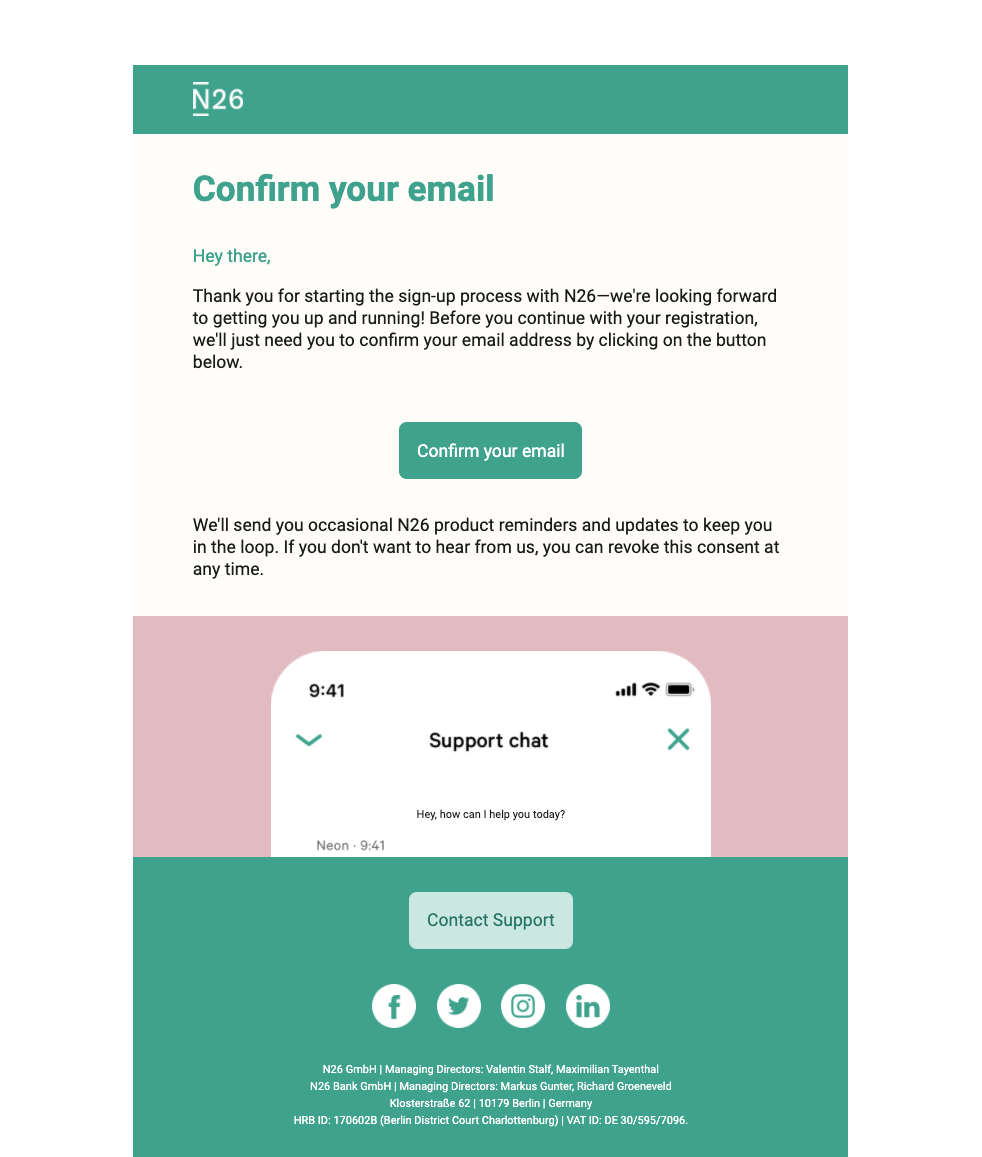 N26
Confirm your email
Hey there,
Thank you for starting the sign-up process with N26—we're looking forward
to getting you up and running! Before you continue with your registration,
we'll just need you to confirm your email address by clicking on the button
below.
Confirm your email
We'll send you occasional N26 product reminders and updates to keep you
in the loop. If you don't want to hear from us, you can revoke this consent at
any time.
9:41
Support chat
Hey, how can I help you today?
Neon · 9:41
Contact Support
N26 GmbH | Managing Directors: Valentin Stalf, Maximilian Tayenthal
N26 Bank GmbH | Managing Directors: Markus Gunter, Richard Groeneveld
Klosterstraße 62 | 10179 Berlin | Germany
HRB ID: 170602B (Berlin District Court Charlottenburg) | VAT ID: DE 30/595/7096.